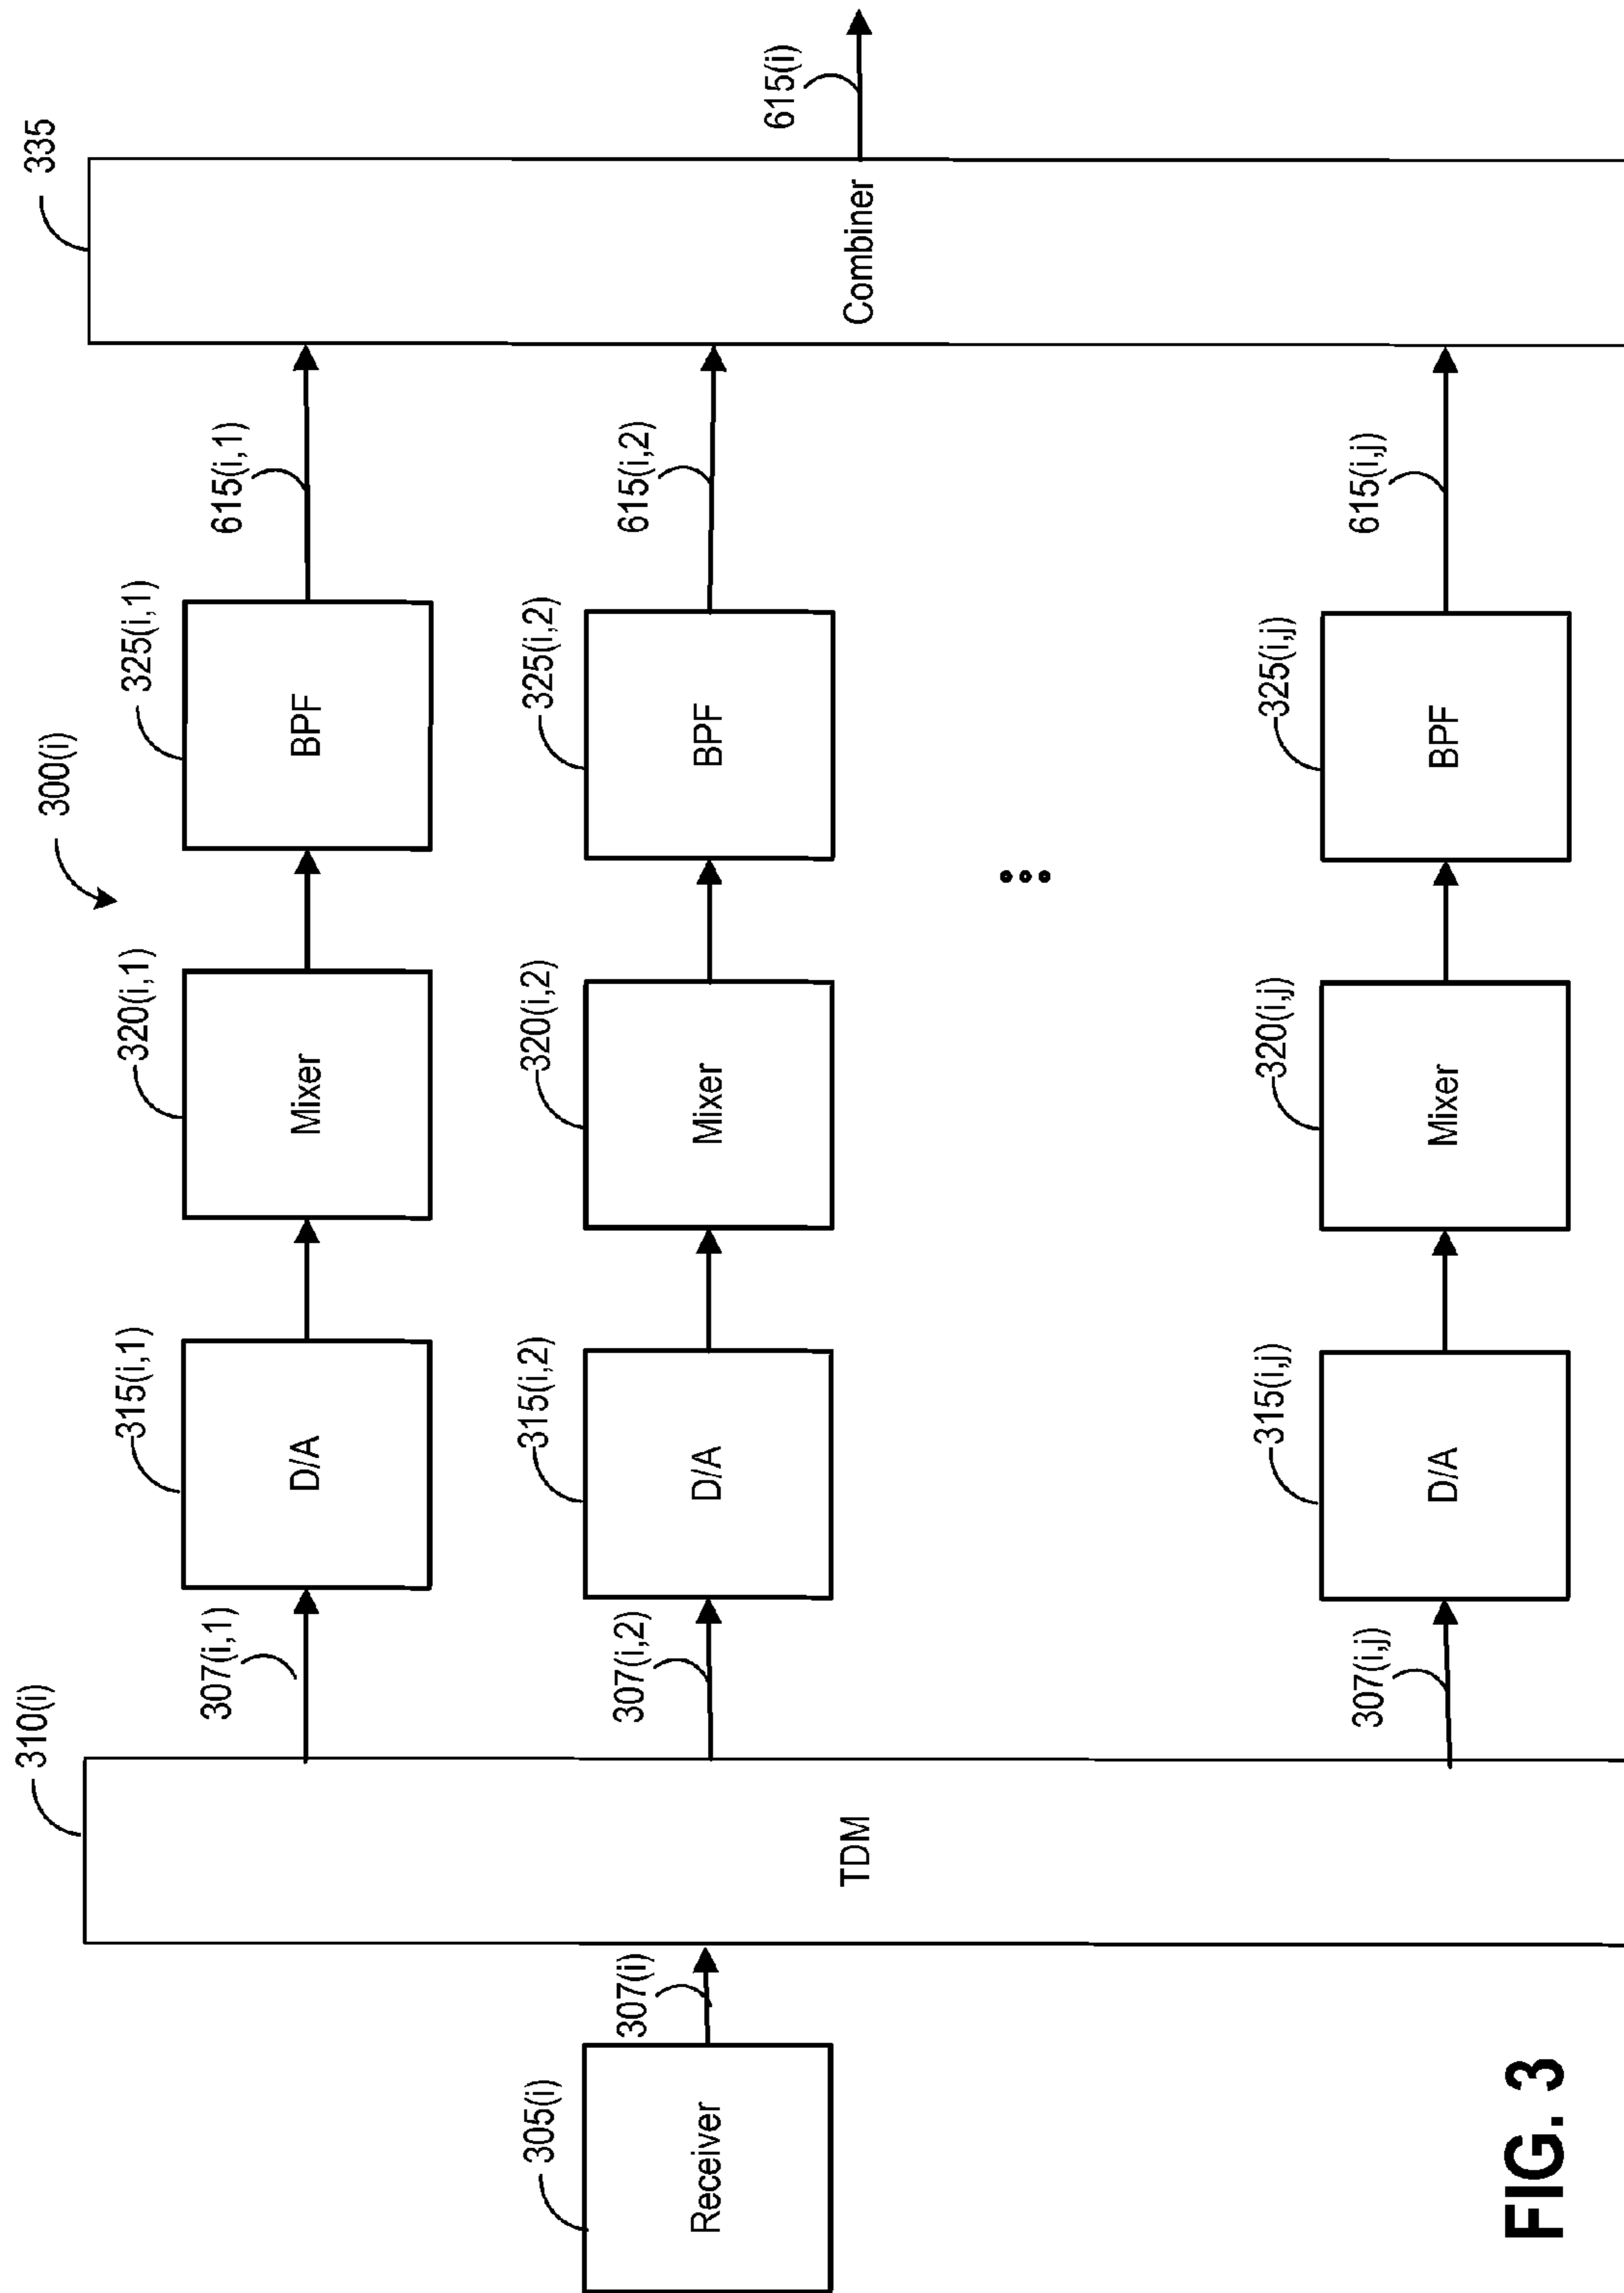 300(i)
310(i)
335
307(i,1)
315(i,1)
D/A
320(i,1)
Mixer
325(i,1)
BPF
615(i,1)
305(i)
Receiver
307(i)
TDM
307(i,2)
315(i,2)
D/A
320(i,2)
Mixer
325(i,2)
BPF
615(i,2)
Combiner
615(i)
307(i,j)
315(i,j)
D/A
320(i,j)
Mixer
325(i,j)
BPF
615(i,j)
FIG. 3